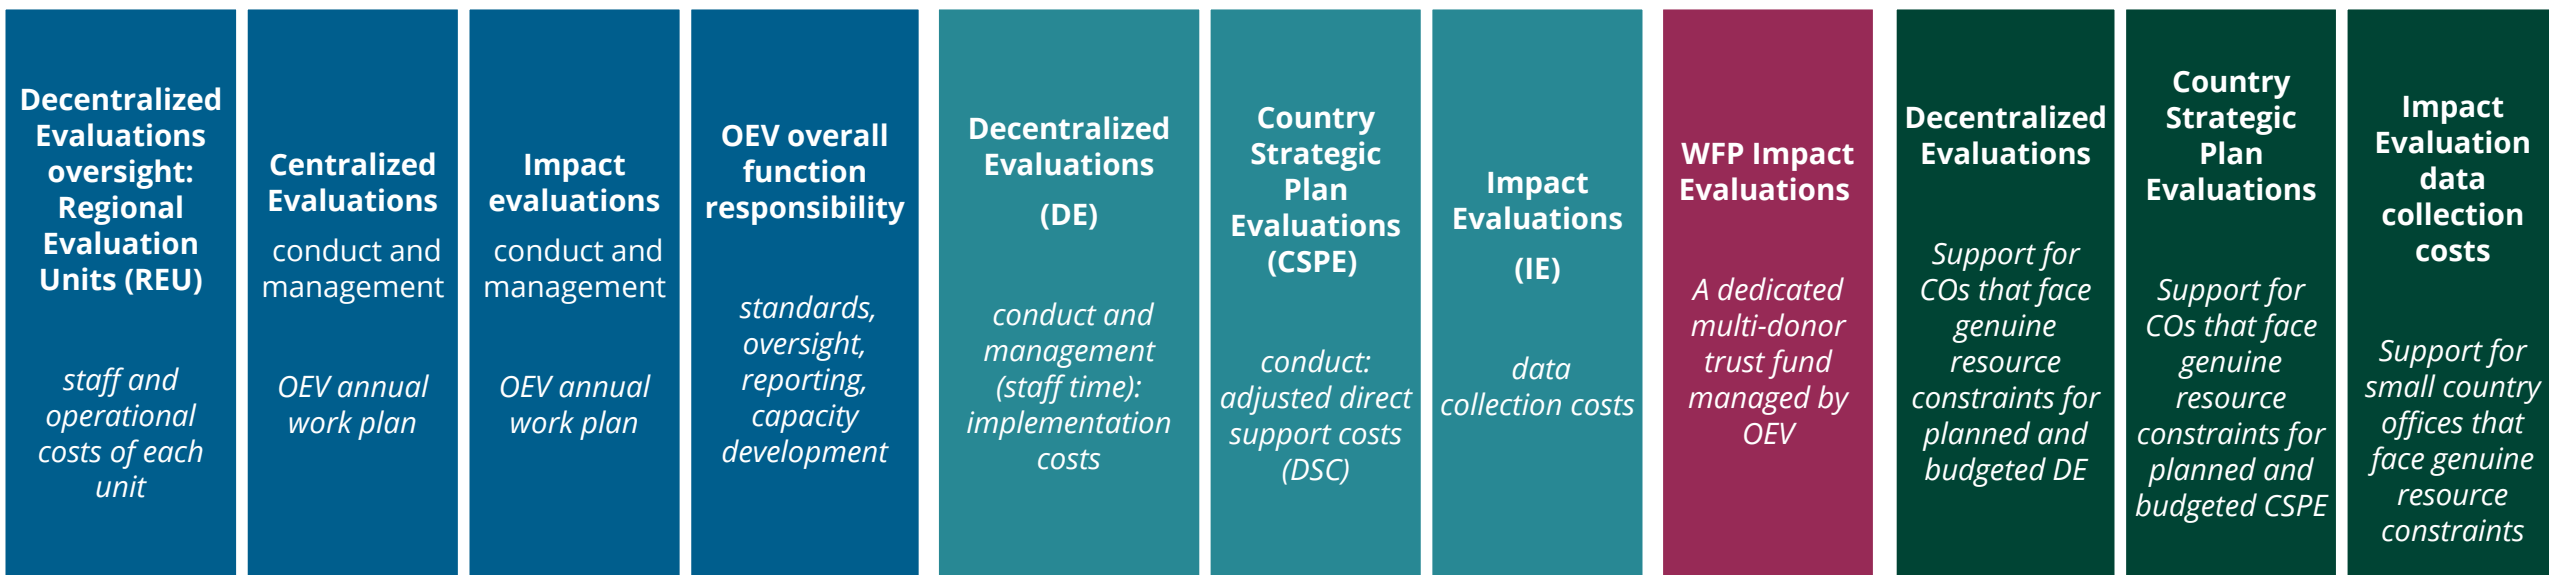 Decentralized
Evaluations
oversight:
Regional
Evaluation
Units (REU)
staff and
operational
costs of each
unit
Centralized
Evaluations
conduct and
management
OEV annual
work plan
Impact
evaluations
conduct and
management
OEV annual
work plan
OEV overall
function
responsibility
standards,
oversight,
reporting,
capacity
development
Decentralized
Evaluations
(DE)
conduct and
management
(staff time):
implementation
costs
Country
Strategic
Plan
Evaluations
(CSPE)
conduct:
adjusted direct
support costs
(DSC)
Impact
Evaluations
(IE)
data
collection costs
WFP Impact
Evaluations
A dedicated
multi-donor
trust fund
managed by
OEV
Decentralized
Evaluations
Support for
COs that face
genuine
resource
constraints for
planned and
budgeted DE
Country
Strategic
Plan
Evaluations
Support for
COs that face
genuine
resource
constraints for
planned and
budgeted CSPE
Impact
Evaluation
data
collection
costs
Support for
small country
offices that
face genuine
resource
constraints